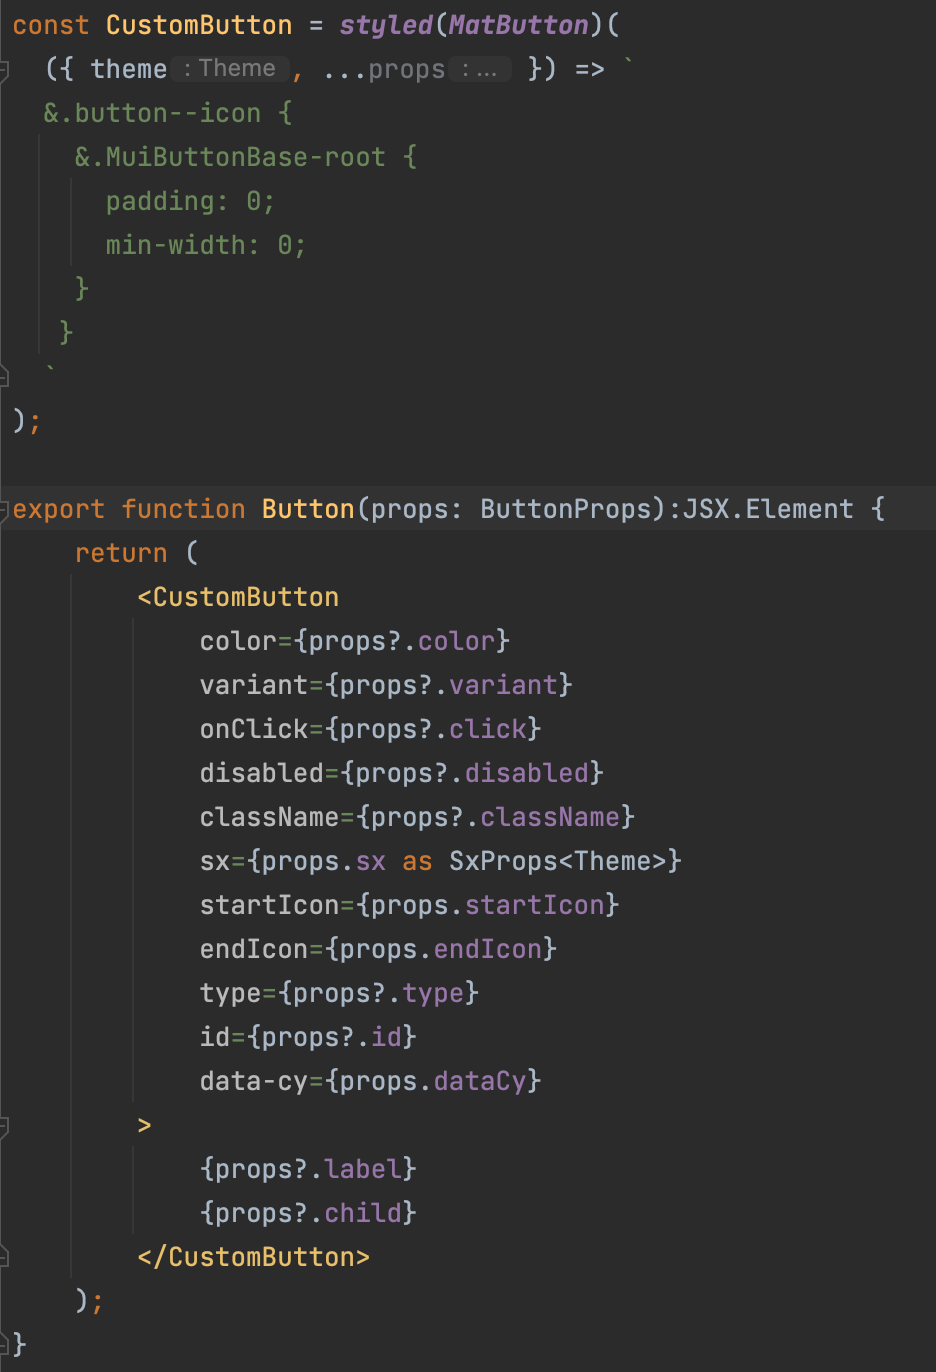 const CustomButton = styled(MatButton)(
  ({ theme : Theme , ...props : ... }) => `
  &.button--icon {
    &.MuiButtonBase-root {
      padding: 0;
      min-width: 0;
    }
   }
  `
);
export function Button(props: ButtonProps):JSX.Element {
    return (
        <CustomButton
            color={props?.color}
            variant={props?.variant}
            onClick={props?.click}
            disabled={props?.disabled}
            className={props?.className}
            sx={props.sx as SxProps<Theme>}
            startIcon={props.startIcon}
            endIcon={props.endIcon}
            type={props?.type}
            id={props?.id}
            data-cy={props.dataCy}
        >
            {props?.label}
            {props?.child}
        </CustomButton>
    );
}